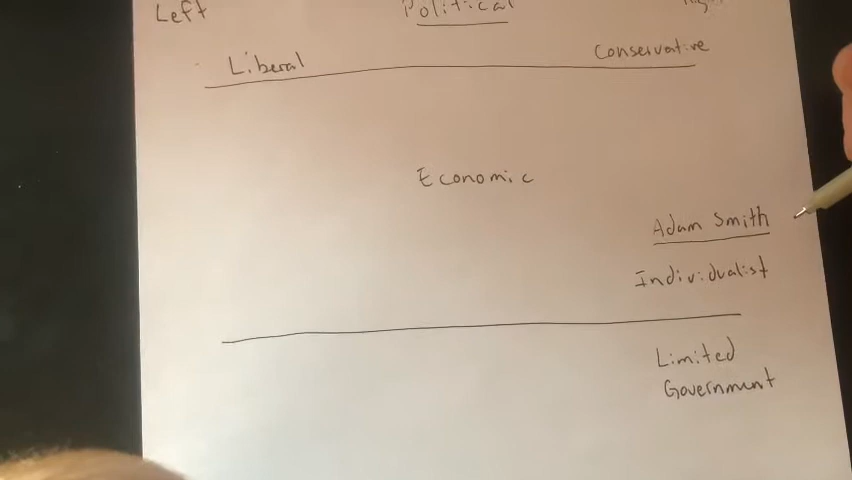 Left
Political
Liberal
Conservative
Economic
Adam Smith
Individualist
Limited
Government